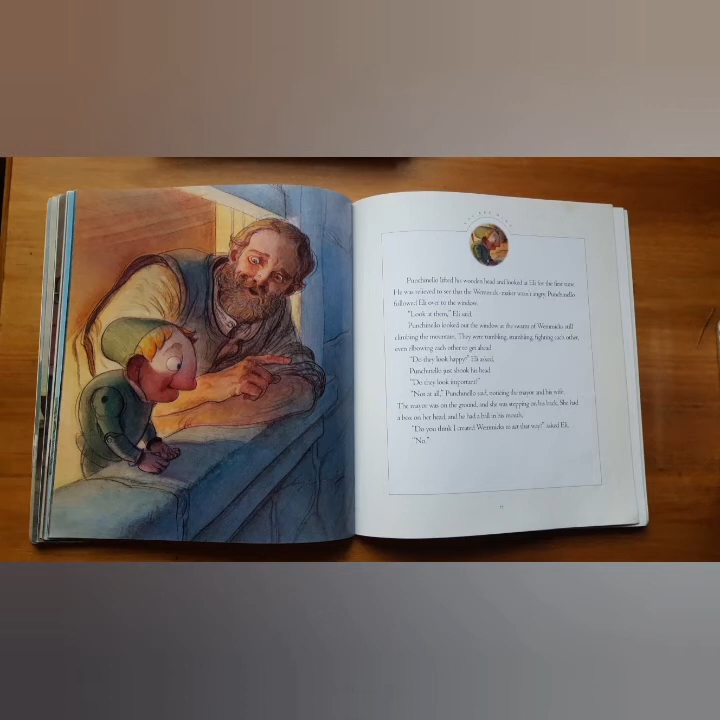 Punchinello lifted his wooden head and looked at Eli for the first time.
He was relieved to see that the Wemmick-maker wasn't angry. Punchinello
followed Eli over to the window.
"Look at them," Eli said.
Punchinello looked out the window at the swarm of Wemmicks still
climbing the mountain. They were tumbling, stumbling, fighting each other,
even elbowing each other to get ahead.
"Do they look happy?" Eli asked.
Punchinello just shook his head.
"Do they look important?"
"Not at all," Punchinello said, noticing the mayor and his wife.
The mayor was on the ground, and she was stepping on his back. She had
a box on her head, and he had a ball in his mouth.
"Do you think I created Wemmicks to act that way?" asked Eli.
"No."